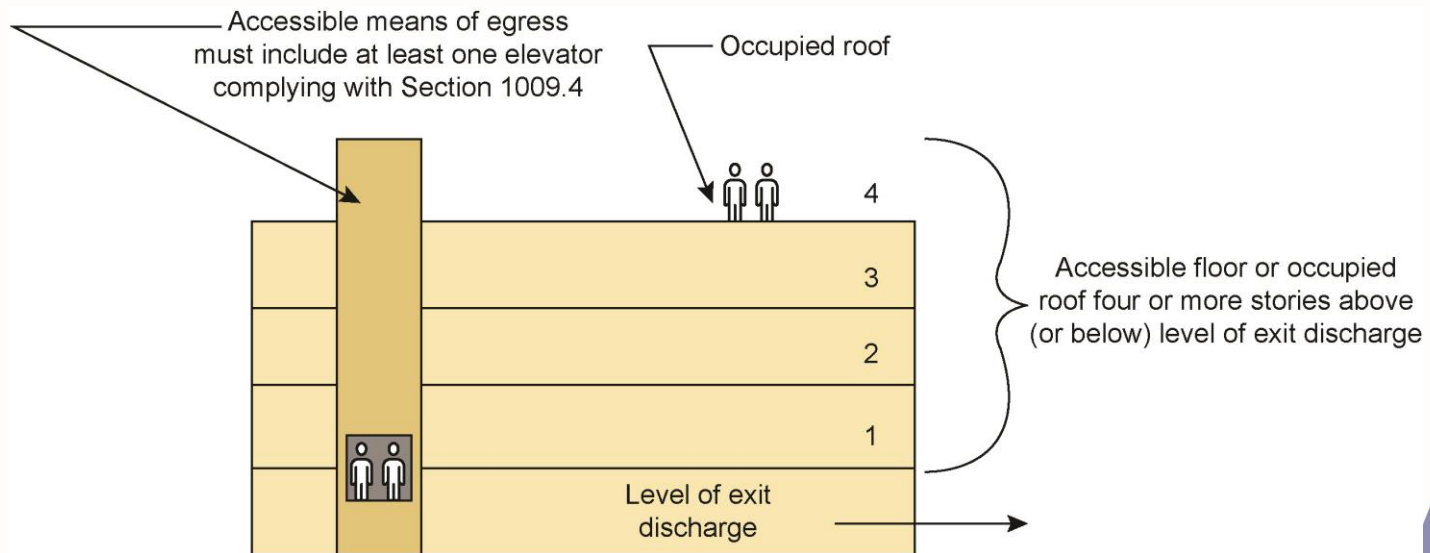 Accessible means of egress
must include at least one elevator
complying with Section 1009.4
Occupied roof
4
3
2
1
Accessible floor or occupied
roof four or more stories above
(or below) level of exit discharge
Level of exit
discharge